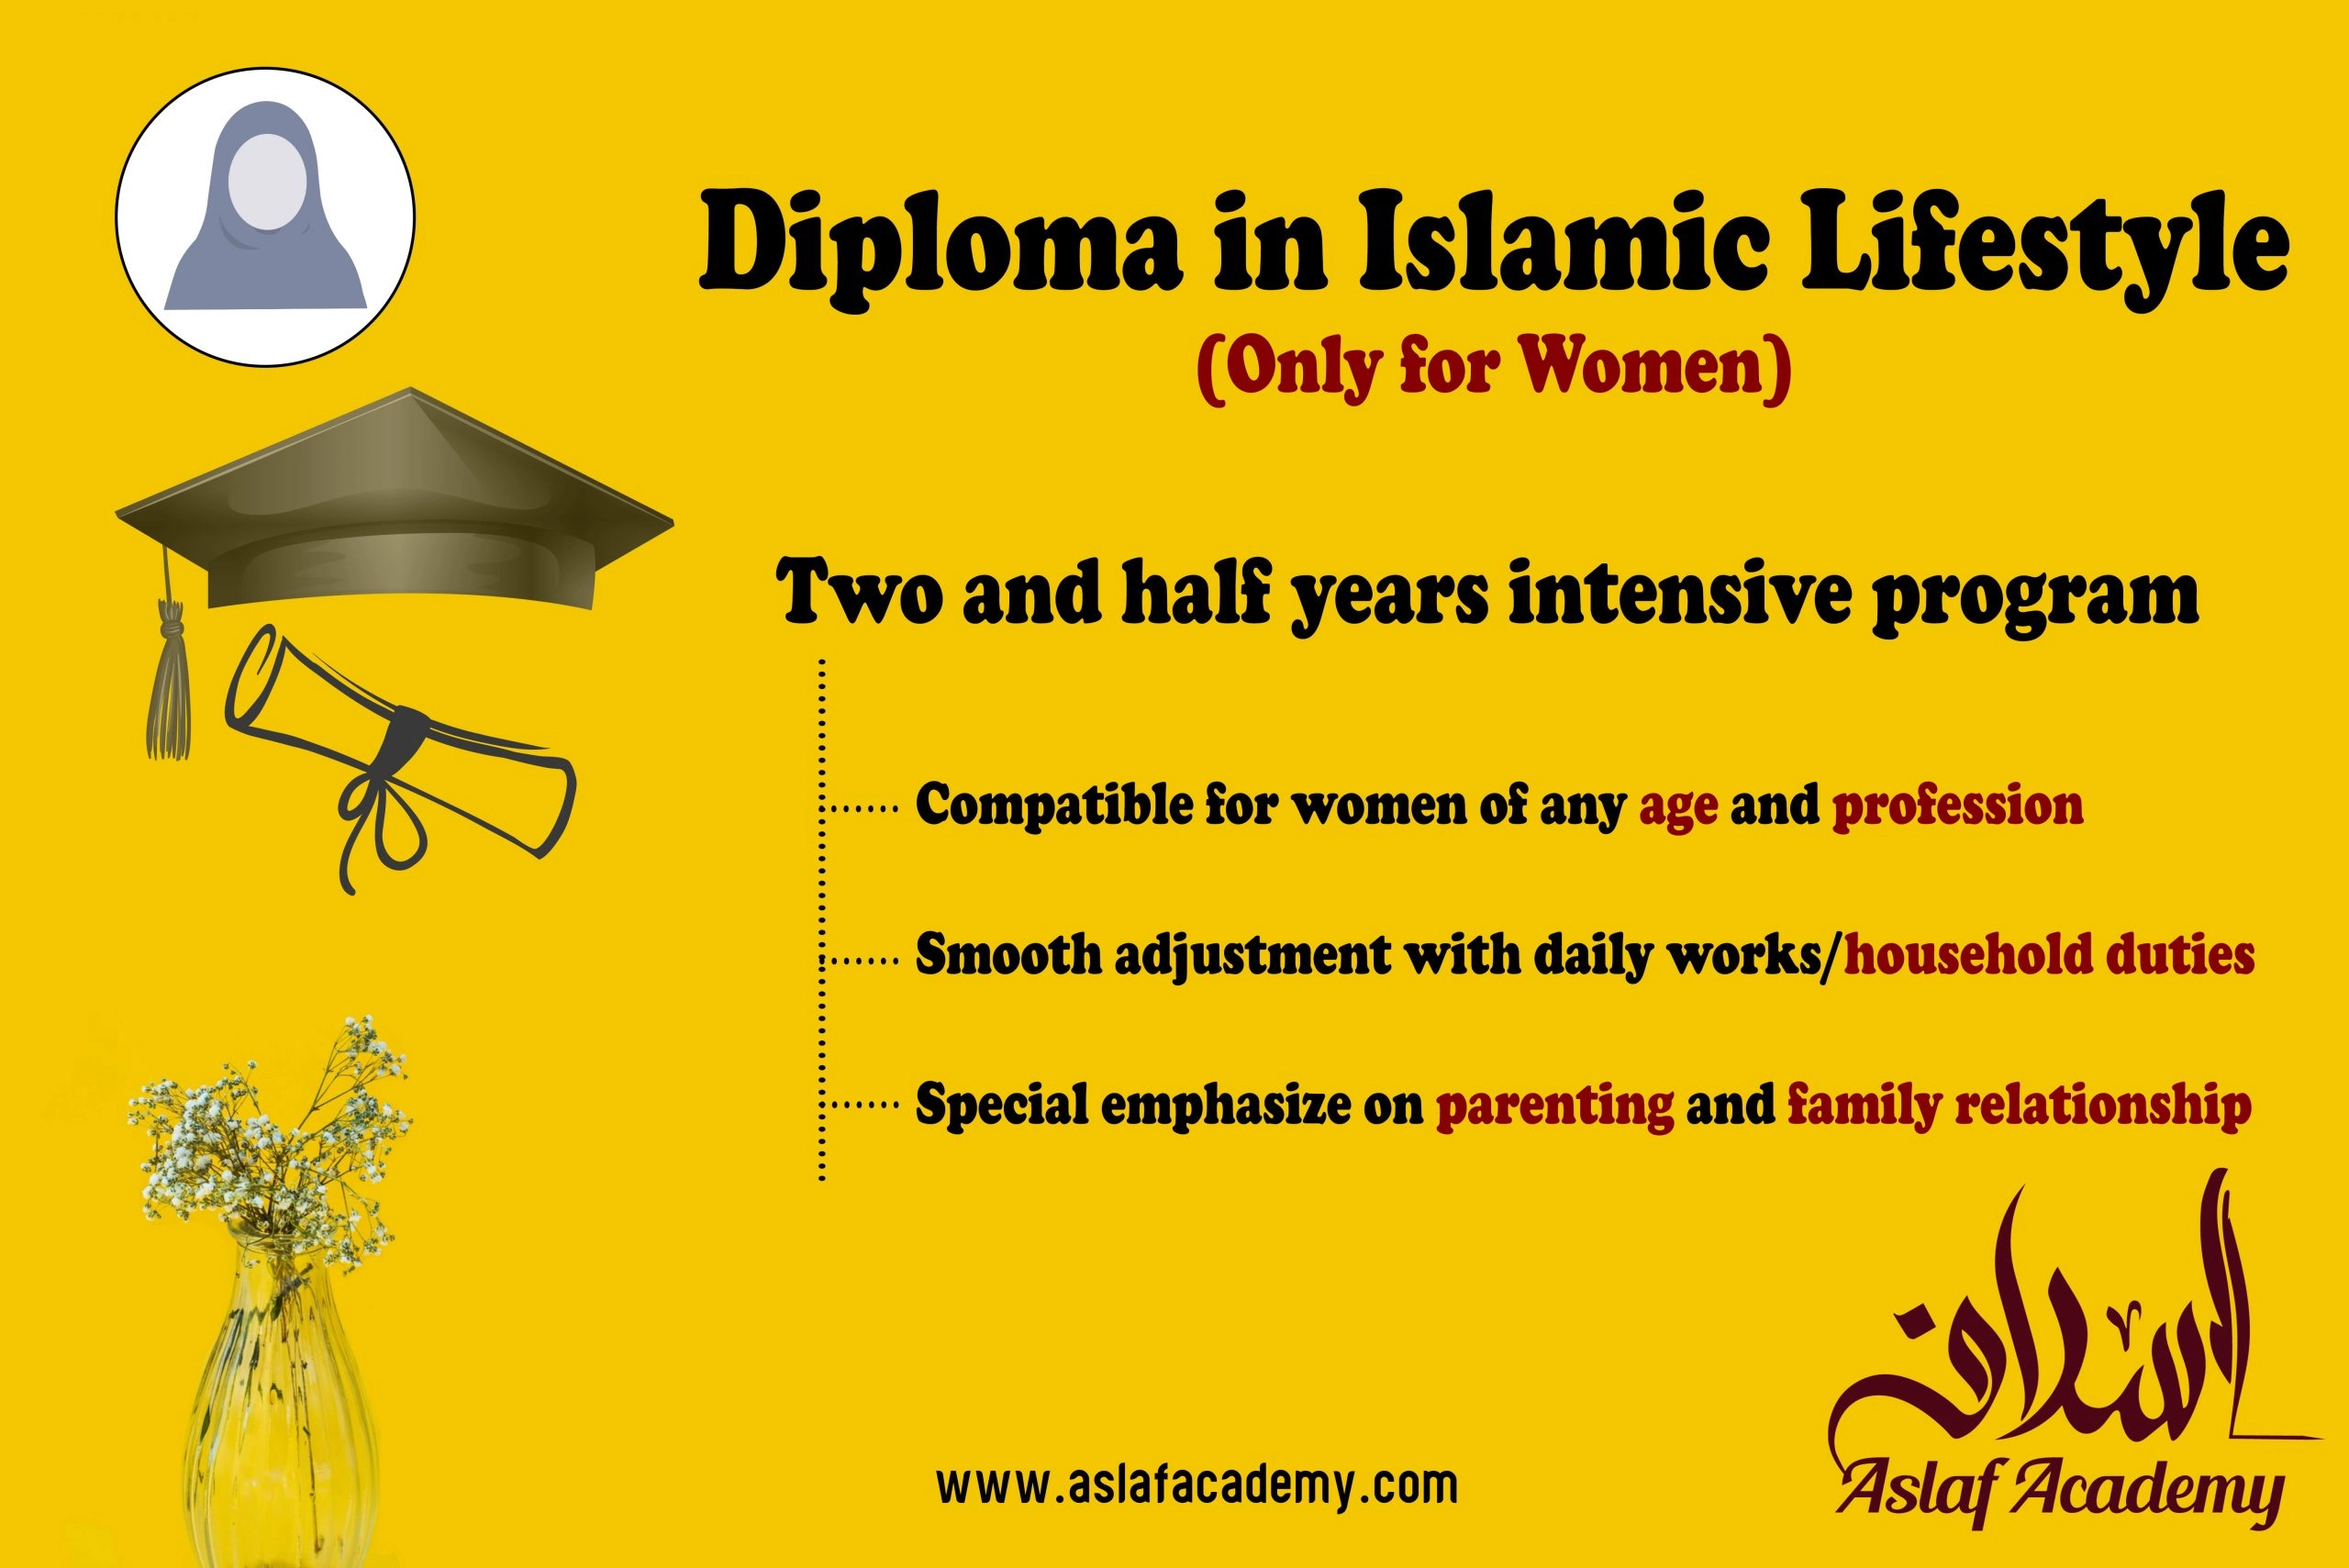 Diploma in Islamic Lifestyle
(Only for Women)
Two and half years intensive program
Compatible for women of any age and profession
Smooth adjustment with daily works/household duties
Special emphasize on parenting and family relationship
اسلاف
Aslaf Academy
www.aslafacademy.com